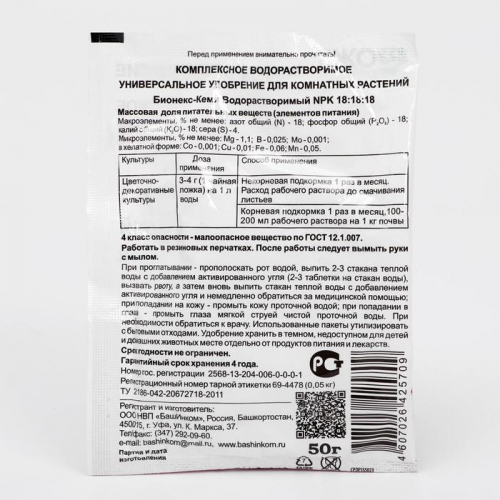 Перед применением внимательно прочитать!
КОМПЛЕКСНОЕ ВОДОРАСТВОРИМОЕ
УНИВЕРСАЛЬНОЕ УДОБРЕНИЕ ДЛЯ КОМНАТНЫХ РАСТЕНИЙ
Бионекс-Кеми Водорастворимый NPK 18:18:18
Массовая доля питательных веществ (элементов питания)
Макроэлементы, % не менее: азот общий (N) - 18; фосфор общий (P₂O₅) - 18;
калий общий (K₂O) - 18; сера (S) - 4.
Микроэлементы, % не менее: Mg - 1,1; B - 0,025; Mo - 0,001;
в хелатной форме: Co - 0,001; Cu - 0,01; Fe - 0,06; Mn - 0,05.
Культуры
Доза применения
Способ применения
Цветочно-декоративные культуры
3-4 г (1 чайная ложка) на 1 л воды
Некорневая подкормка 1 раз в месяц.
Расход рабочего раствора до смачивания
листьев
Корневая подкормка 1 раз в месяц, 100-
200 мл рабочего раствора на 1 кг почвы
4 класс опасности - малоопасное вещество по ГОСТ 12.1.007.
Работать в резиновых перчатках. После работы следует вымыть руки
с мылом.
При проглатывании - прополоскать рот водой, выпить 2-3 стакана теплой
воды с добавлением активированного угля (2-3 таблетки на стакан воды),
вызвать рвоту, а затем вновь выпить стакан теплой воды с добавлением
активированного угля и немедленно обратиться за медицинской помощью;
при попадании на кожу - промыть кожу проточной водой; при попадании в
глаза - промыть глаза мягкой струей чистой проточной воды. При
необходимости обратиться к врачу. Использованные пакеты утилизировать
с бытовыми отходами. Удобрение хранить в темном, недоступном для детей
и домашних животных месте отдельно от продуктов питания и лекарств.
Срок годности не ограничен.
Гарантийный срок хранения 4 года.
Номер гос. регистрации: 2568-13-204-006-0-0-0-1
Регистрационный номер тарной этикетки 69-4478 (0,05 кг)
ТУ 2186-042-20672718-2011
Регистрант и изготовитель:
ООО НВП «БашИнком», Россия, Башкортостан,
450015, г. Уфа, ул. К. Маркса, 37
Тел./Факс: (347) 292-09-60.
bashinkom@mail.ru, www.bashinkom.ru
Партия и дата
изготовления
50г
4607026425709